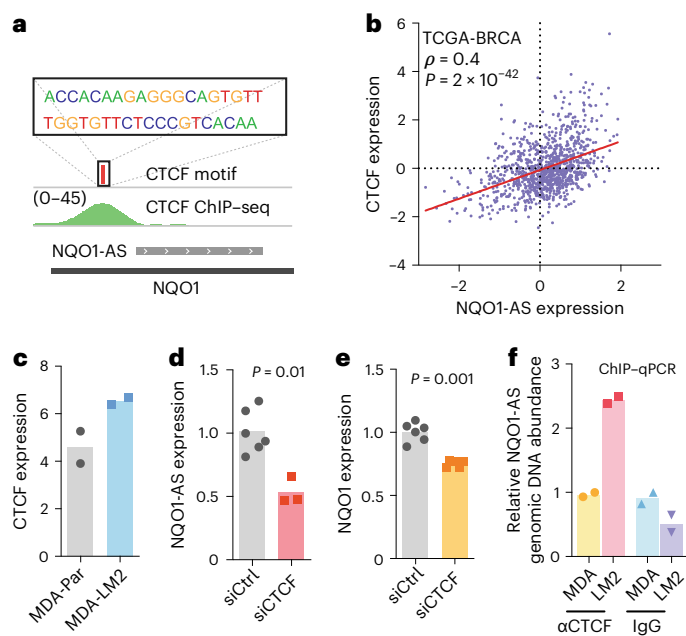 a
ACCACAAGAGGGCAGTGTT
TGGTGTTCTCCCGTCACAA
CTCF motif
(0–45)
CTCF ChIP–seq
NQO1-AS
NQO1
b
TCGA-BRCA
ρ = 0.4
P = 2 × 10⁻⁴²
CTCF expression
6
4
2
0
−2
−4
−2
0
2
NQO1-AS expression
c
CTCF expression
8
6
4
2
0
MDA-Par
MDA-LM2
d
P = 0.01
NQO1-AS expression
1.5
1.0
0.5
0
siCtrl
siCTCF
e
P = 0.001
NQO1 expression
1.5
1.0
0.5
0
siCtrl
siCTCF
f
ChIP–qPCR
Relative NQO1-AS
genomic DNA abundance
3
2
1
0
MDA
LM2
MDA
LM2
αCTCF
IgG